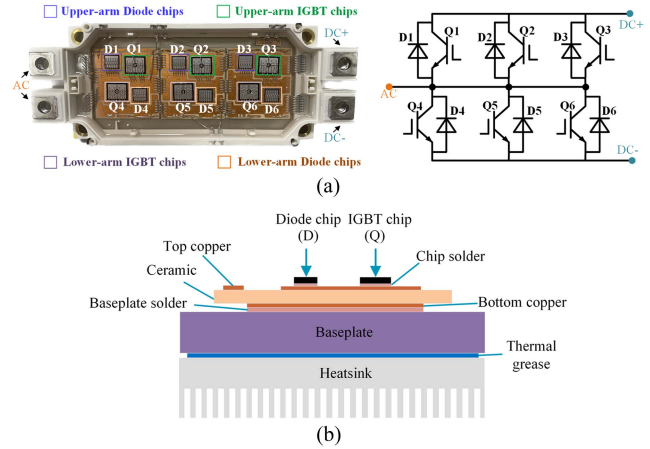 Upper-arm Diode chips Upper-arm IGBT chips
DC+
D1 Q1 D2 Q2 D3 Q3
AC
Q4 D4 Q5 D5 Q6 D6
DC-
Lower-arm IGBT chips Lower-arm Diode chips
DC+
D1 Q1 D2 Q2 D3 Q3
AC
Q4 D4 Q5 D5 Q6 D6
DC-
(a)
Diode chip IGBT chip
(D) (Q)
Top copper
Chip solder
Ceramic
Baseplate solder
Bottom copper
Baseplate
Thermal
grease
Heatsink
(b)